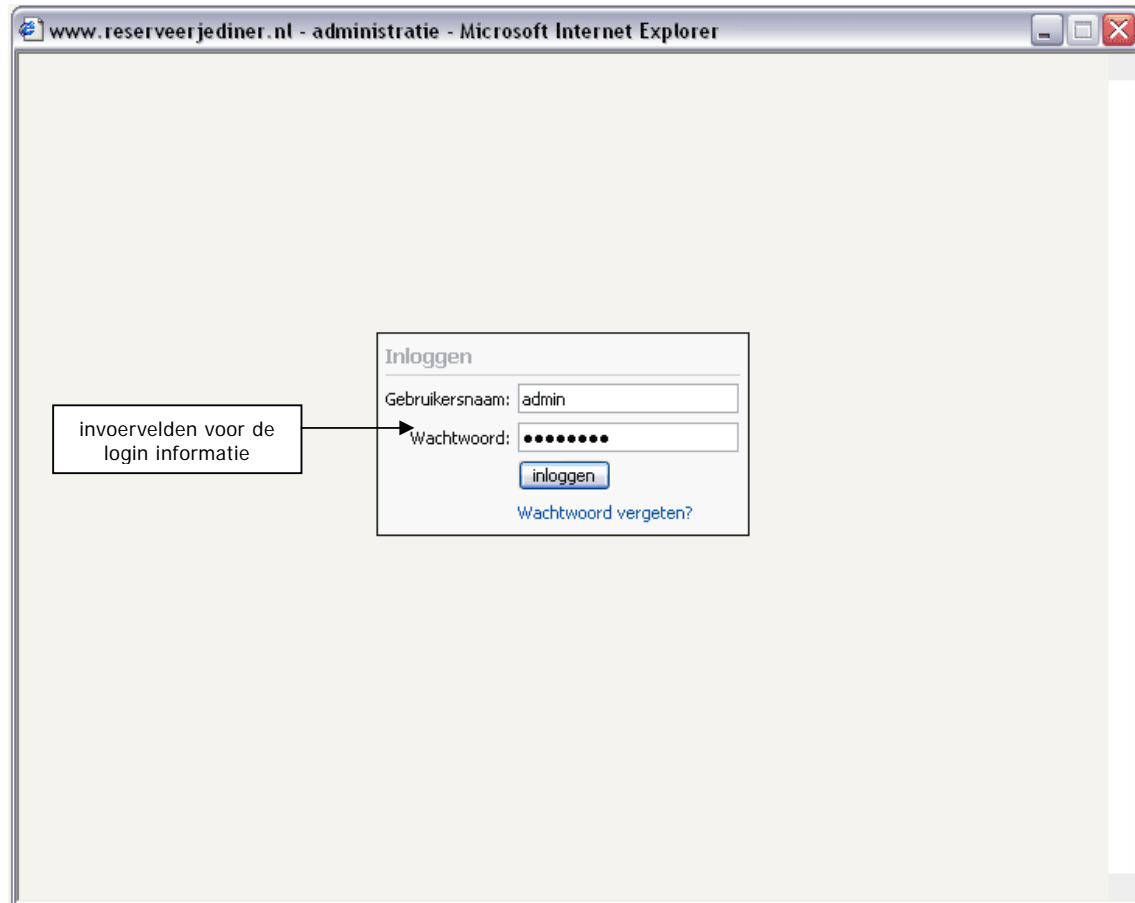 www.reserveerjediner.nl - administratie - Microsoft Internet Explorer
Inloggen
Gebruikersnaam: admin
invoervelden voor de
login informatie
Wachtwoord: ●●●●●●●●
inloggen
Wachtwoord vergeten?